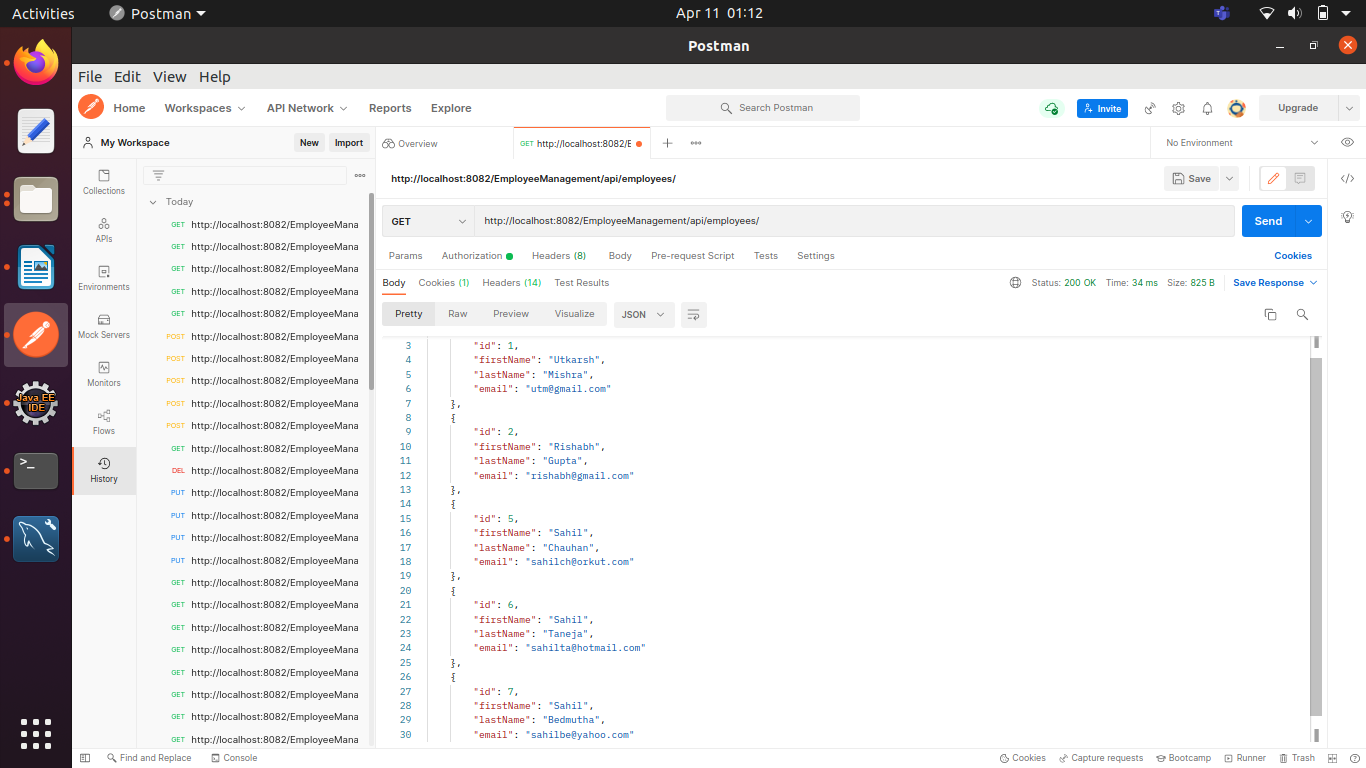 Activities Postman Apr 11 01:12
Postman
File Edit View Help
Home Workspaces API Network Reports Explore Search Postman Invite Upgrade
My Workspace New Import Overview GET http://localhost:8082/E No Environment
Collections
APIs
Environments
Mock Servers
Monitors
Flows
History
Today
GET http://localhost:8082/EmployeeMana
GET http://localhost:8082/EmployeeMana
GET http://localhost:8082/EmployeeMana
GET http://localhost:8082/EmployeeMana
GET http://localhost:8082/EmployeeMana
POST http://localhost:8082/EmployeeMana
POST http://localhost:8082/EmployeeMana
POST http://localhost:8082/EmployeeMana
POST http://localhost:8082/EmployeeMana
POST http://localhost:8082/EmployeeMana
GET http://localhost:8082/EmployeeMana
DEL http://localhost:8082/EmployeeMana
PUT http://localhost:8082/EmployeeMana
PUT http://localhost:8082/EmployeeMana
PUT http://localhost:8082/EmployeeMana
PUT http://localhost:8082/EmployeeMana
GET http://localhost:8082/EmployeeMana
GET http://localhost:8082/EmployeeMana
GET http://localhost:8082/EmployeeMana
GET http://localhost:8082/EmployeeMana
GET http://localhost:8082/EmployeeMana
GET http://localhost:8082/EmployeeMana
GET http://localhost:8082/EmployeeMana
GET http://localhost:8082/EmployeeMana
http://localhost:8082/EmployeeManagement/api/employees/ Save
GET http://localhost:8082/EmployeeManagement/api/employees/ Send
Params Authorization Headers (8) Body Pre-request Script Tests Settings Cookies
Body Cookies (1) Headers (14) Test Results Status: 200 OK Time: 34 ms Size: 825 B Save Response
Pretty Raw Preview Visualize JSON
3 "id": 1,
4 "firstName": "Utkarsh",
5 "lastName": "Mishra",
6 "email": "utm@gmail.com"
7 },
8 {
9 "id": 2,
10 "firstName": "Rishabh",
11 "lastName": "Gupta",
12 "email": "rishabh@gmail.com"
13 },
14 {
15 "id": 5,
16 "firstName": "Sahil",
17 "lastName": "Chauhan",
18 "email": "sahilch@orkut.com"
19 },
20 {
21 "id": 6,
22 "firstName": "Sahil",
23 "lastName": "Taneja",
24 "email": "sahilta@hotmail.com"
25 },
26 {
27 "id": 7,
28 "firstName": "Sahil",
29 "lastName": "Bedmutha",
30 "email": "sahilbe@yahoo.com"
Java EE
IDE
>_
Find and Replace Console Cookies Capture requests Bootcamp Runner Trash